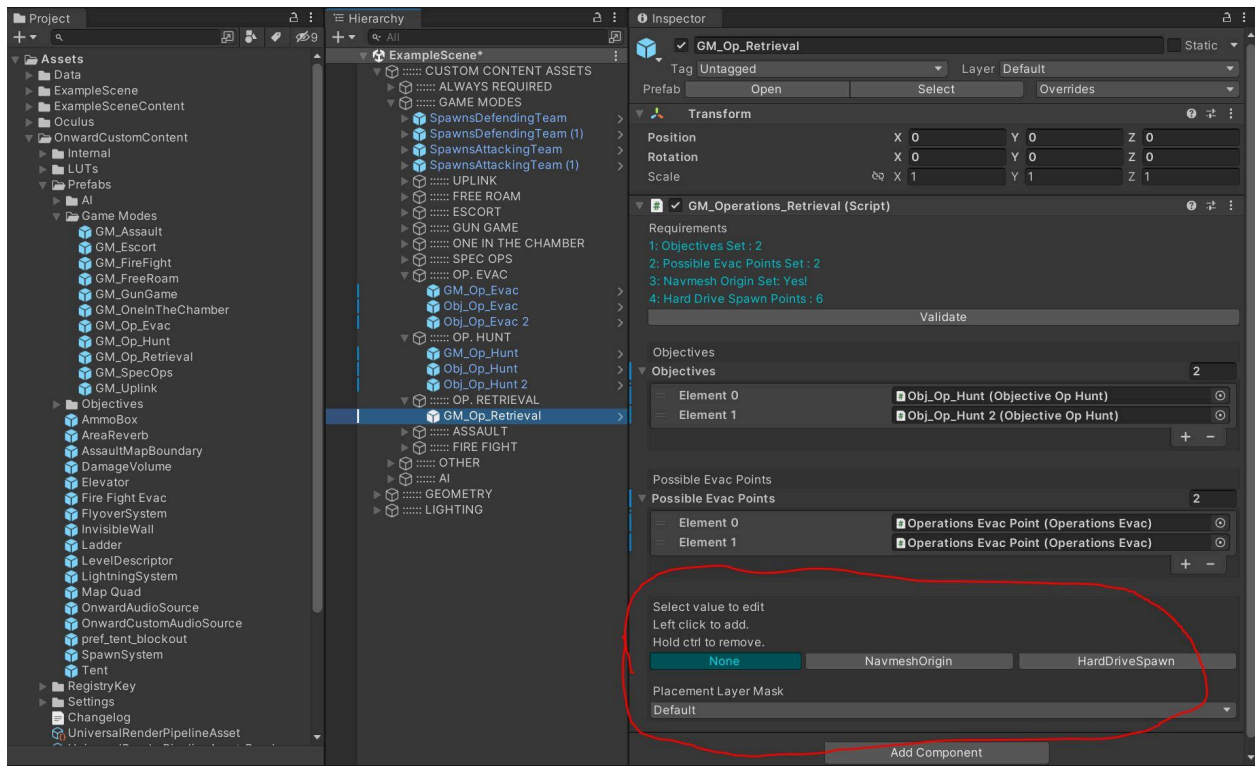 Project
9
Assets
Data
ExampleScene
ExampleSceneContent
Oculus
OnwardCustomContent
Internal
LUTs
Prefabs
AI
Game Modes
GM_Assault
GM_Escort
GM_FireFight
GM_FreeRoam
GM_GunGame
GM_OneInTheChamber
GM_Op_Evac
GM_Op_Hunt
GM_Op_Retrieval
GM_SpecOps
GM_Uplink
Objectives
AmmoBox
AreaReverb
AssaultMapBoundary
DamageVolume
Elevator
Fire Fight Evac
FlyoverSystem
InvisibleWall
Ladder
LevelDescriptor
LightningSystem
Map Quad
OnwardAudioSource
OnwardCustomAudioSource
pref_tent_blockout
SpawnSystem
Tent
RegistryKey
Settings
Changelog
UniversalRenderPipelineAsset
Hierarchy
All
ExampleScene*
:::::: CUSTOM CONTENT ASSETS
:::::: ALWAYS REQUIRED
:::::: GAME MODES
SpawnsDefendingTeam
SpawnsDefendingTeam (1)
SpawnsAttackingTeam
SpawnsAttackingTeam (1)
:::::: UPLINK
:::::: FREE ROAM
:::::: ESCORT
:::::: GUN GAME
:::::: ONE IN THE CHAMBER
:::::: SPEC OPS
:::::: OP. EVAC
GM_Op_Evac
Obj_Op_Evac
Obj_Op_Evac 2
:::::: OP. HUNT
GM_Op_Hunt
Obj_Op_Hunt
Obj_Op_Hunt 2
:::::: OP. RETRIEVAL
GM_Op_Retrieval
:::::: ASSAULT
:::::: FIRE FIGHT
:::::: OTHER
:::::: AI
:::::: GEOMETRY
:::::: LIGHTING
Inspector
GM_Op_Retrieval Static
Tag Untagged Layer Default
Prefab Open Select Overrides
Transform
Position X 0 Y 0 Z 0
Rotation X 0 Y 0 Z 0
Scale X 1 Y 1 Z 1
# GM_Operations_Retrieval (Script)
Requirements
1: Objectives Set : 2
2: Possible Evac Points Set : 2
3: Navmesh Origin Set: Yes!
4: Hard Drive Spawn Points : 6
Validate
Objectives
Objectives 2
Element 0 Obj_Op_Hunt (Objective Op Hunt)
Element 1 Obj_Op_Hunt 2 (Objective Op Hunt)
+ -
Possible Evac Points
Possible Evac Points 2
Element 0 Operations Evac Point (Operations Evac)
Element 1 Operations Evac Point (Operations Evac)
+ -
Select value to edit
Left click to add.
Hold ctrl to remove.
None NavmeshOrigin HardDriveSpawn
Placement Layer Mask
Default
Add Component